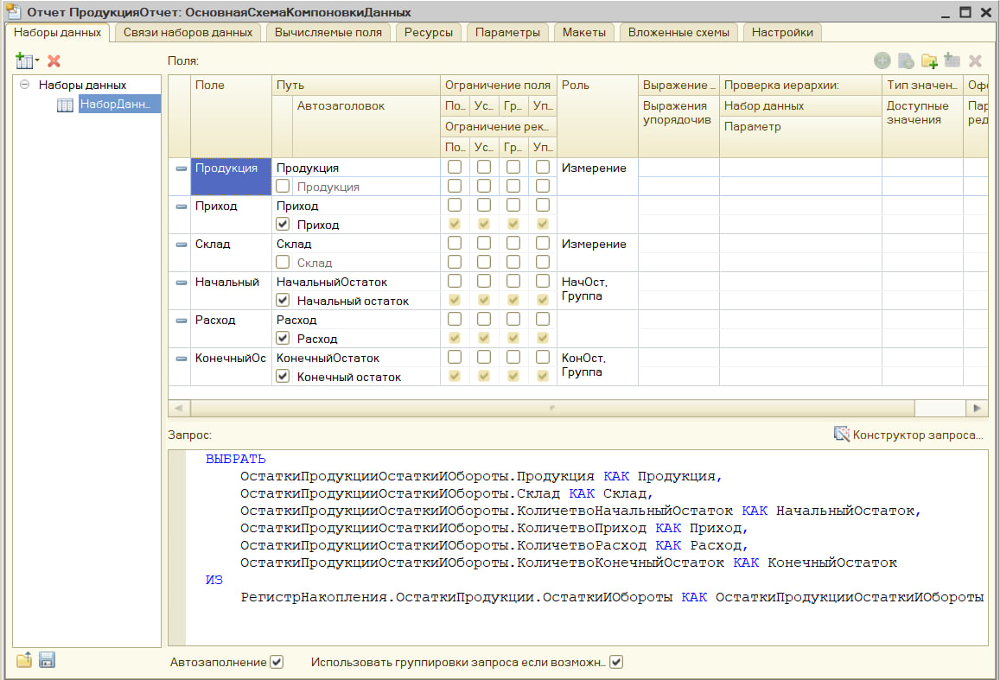 Отчет ПродукцияОтчет: ОсновнаяСхемаКомпоновкиДанных
Наборы данных Связи наборов данных Вычисляемые поля Ресурсы Параметры Макеты Вложенные схемы Настройки
Поля:
Наборы данных
НаборДанн...
Поле Путь Ограничение поля Роль Выражение ... Проверка иерархии: Тип значен... Офо
Автозаголовок По... Ус... Гр... Уп... Выражения упорядочив Набор данных Доступные значения Пар ред
Ограничение рек... Параметр
По... Ус... Гр... Уп...
Продукция Продукция Измерение
Продукция
Приход Приход
Приход
Склад Склад Измерение
Склад
Начальный НачальныйОстаток НачОст,
Начальный остаток Группа
Расход Расход
Расход
КонечныйОс КонечныйОстаток КонОст,
Конечный остаток Группа
Запрос: Конструктор запроса...
ВЫБРАТЬ
ОстаткиПродукцииОстаткиИОбороты.Продукция КАК Продукция,
ОстаткиПродукцииОстаткиИОбороты.Склад КАК Склад,
ОстаткиПродукцииОстаткиИОбороты.КоличетвоНачальныйОстаток КАК НачальныйОстаток,
ОстаткиПродукцииОстаткиИОбороты.КоличетвоПриход КАК Приход,
ОстаткиПродукцииОстаткиИОбороты.КоличетвоРасход КАК Расход,
ОстаткиПродукцииОстаткиИОбороты.КоличетвоКонечныйОстаток КАК КонечныйОстаток
ИЗ
РегистрНакопления.ОстаткиПродукции.ОстаткиИОбороты КАК ОстаткиПродукцииОстаткиИОбороты
Автозаполнение Использовать группировки запроса если возможн...